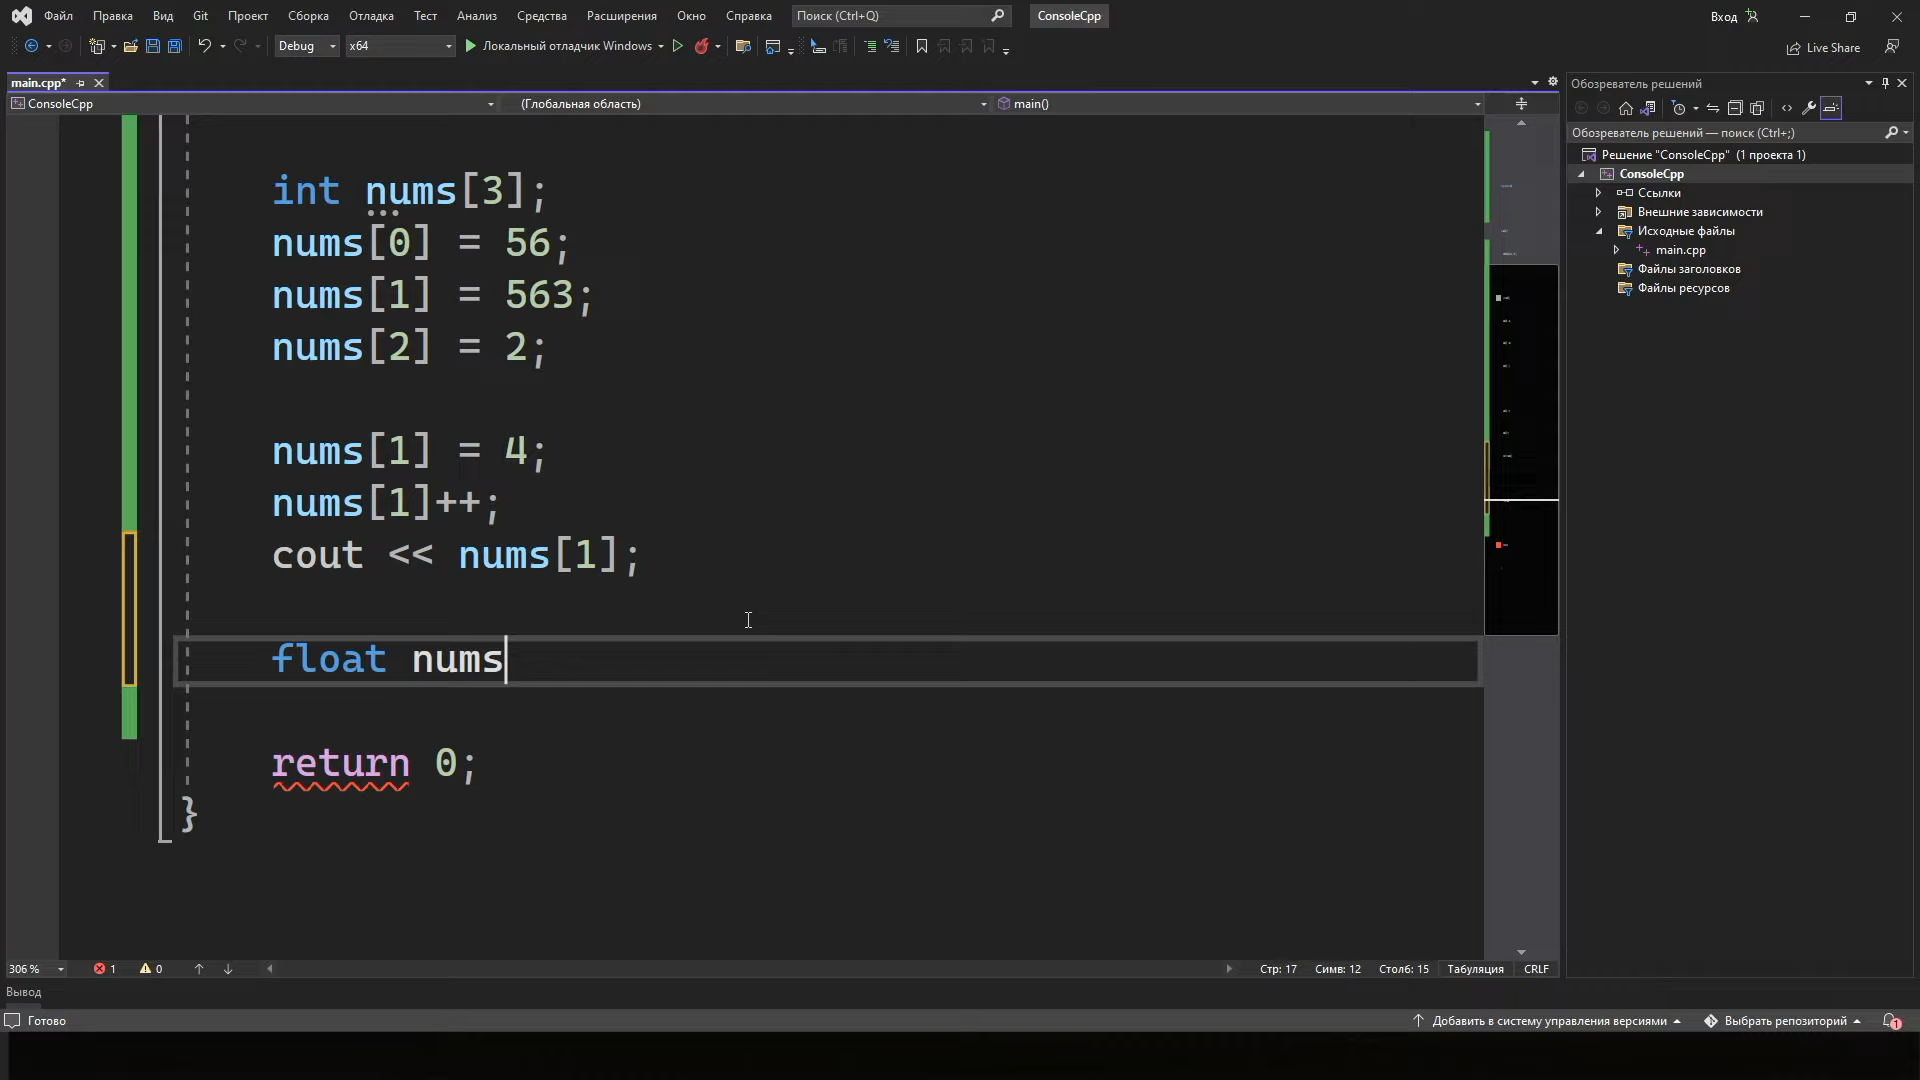 Файл Правка Вид Git Проект Сборка Отладка Тест Анализ Средства Расширения Окно Справка Поиск (Ctrl+Q) ConsoleCpp Вход
Debug x64 Локальный отладчик Windows Live Share
main.cpp*
ConsoleCpp (Глобальная область) main()
int nums[3];
nums[0] = 56;
nums[1] = 563;
nums[2] = 2;
nums[1] = 4;
nums[1]++;
cout << nums[1];
float nums
return 0;
}
Обозреватель решений
Обозреватель решений — поиск (Ctrl+;)
Решение "ConsoleCpp" (1 проекта 1)
ConsoleCpp
Ссылки
Внешние зависимости
Исходные файлы
main.cpp
Файлы заголовков
Файлы ресурсов
306 % 1 0 Стр: 17 Симв: 12 Столб: 15 Табуляция CRLF
Вывод
Готово Добавить в систему управления версиями Выбрать репозиторий 1